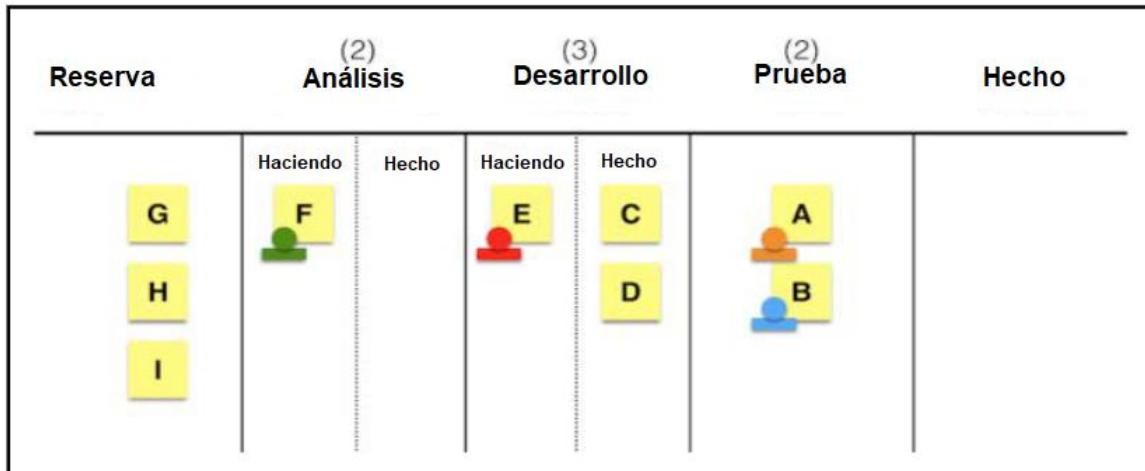 (2) (3) (2)
Reserva Análisis Desarrollo Prueba Hecho
Haciendo Hecho Haciendo Hecho
G F E C A
H D B
I